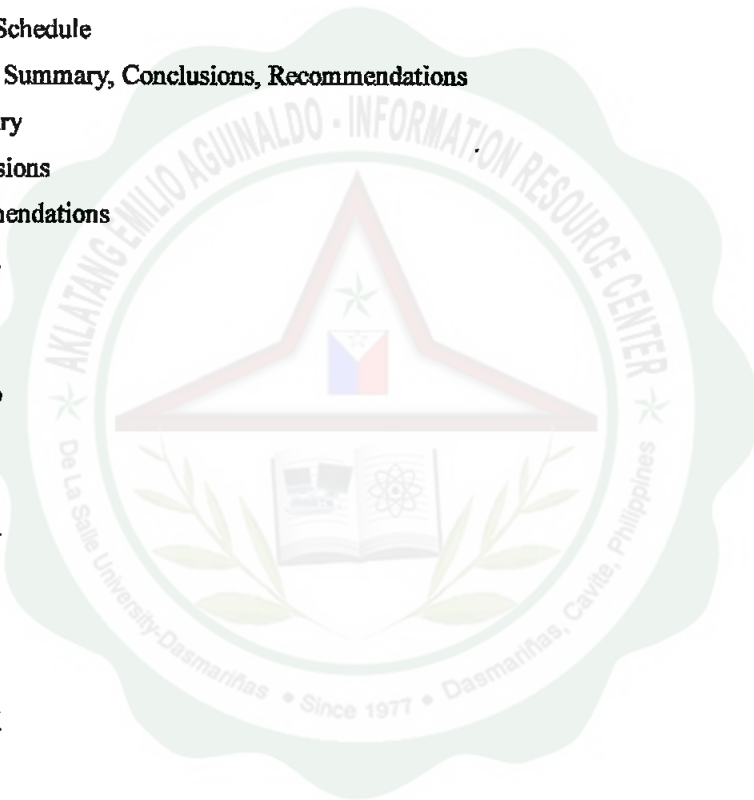 Schedule
Summary, Conclusions, Recommendations
ry
sions
endations
AKLATANG EMILIO AGUINALDO - INFORMATION RESOURCE CENTER
De La Salle University-Dasmariñas • Since 1977 • Dasmariñas, Cavite, Philippines